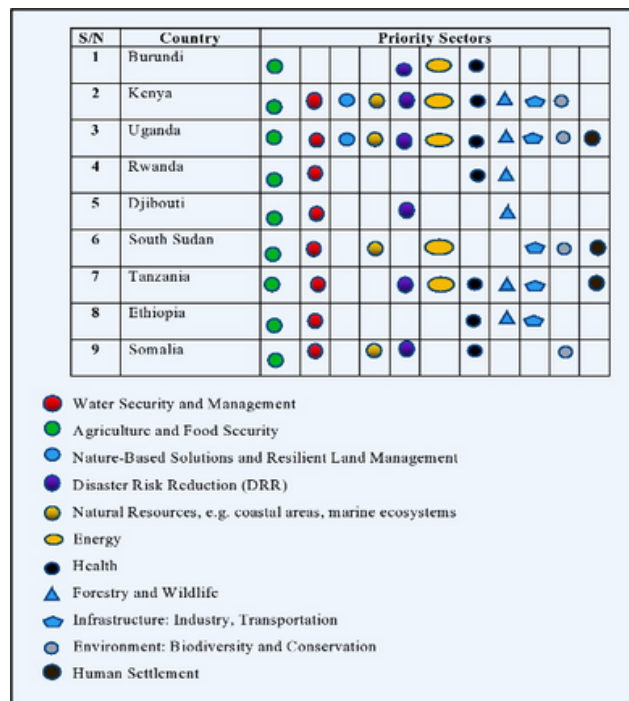 S/N Country Priority Sectors
1 Burundi
2 Kenya
3 Uganda
4 Rwanda
5 Djibouti
6 South Sudan
7 Tanzania
8 Ethiopia
9 Somalia
Water Security and Management
Agriculture and Food Security
Nature-Based Solutions and Resilient Land Management
Disaster Risk Reduction (DRR)
Natural Resources, e.g. coastal areas, marine ecosystems
Energy
Health
Forestry and Wildlife
Infrastructure: Industry, Transportation
Environment: Biodiversity and Conservation
Human Settlement